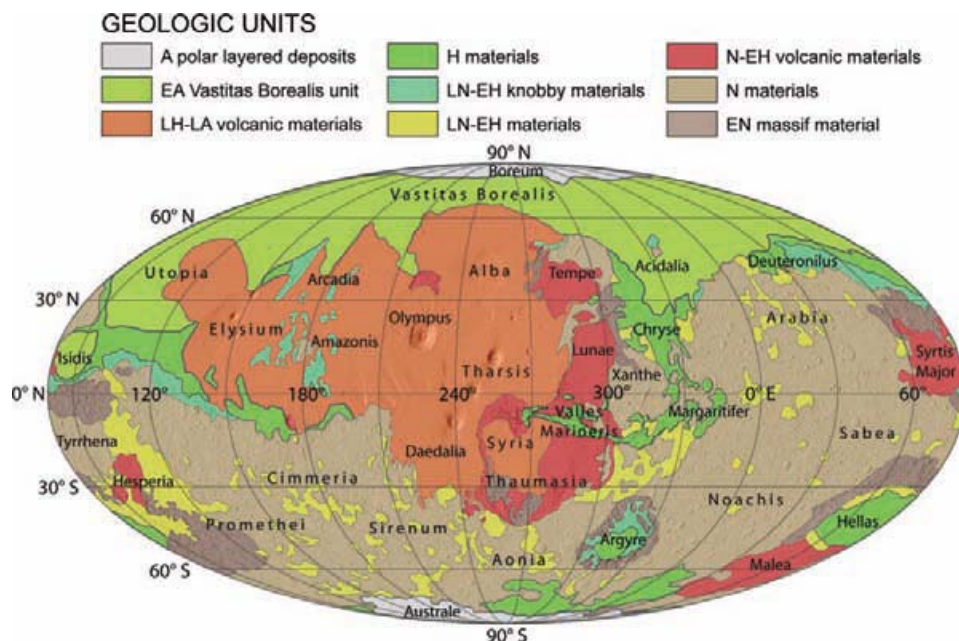 GEOLOGIC UNITS
A polar layered deposits
H materials
N-EH volcanic materials
EA Vastitas Borealis unit
LN-EH knobby materials
N materials
LH-LA volcanic materials
LN-EH materials
EN massif material
90° N
Boreum
Vastitas Borealis
60° N
Utopia
Arcadia
Alba
Tempe
Acidalia
Deuteronilus
30° N
Elysium
Olympus
Amazonis
Chryse
Arabia
Isidis
Lunae
Syrtis
Major
Tharsis
Xanthe
0° N
120°
180°
240°
300°
0° E
60°
Valles
Marineris
Margaritifer
Tyrrhena
Daedalia
Syria
Sabea
Hesperia
Cimmeria
Thaumasia
30° S
Noachis
Promethei
Sirenum
Hellas
Argyre
Aonia
60° S
Malea
Australe
90° S